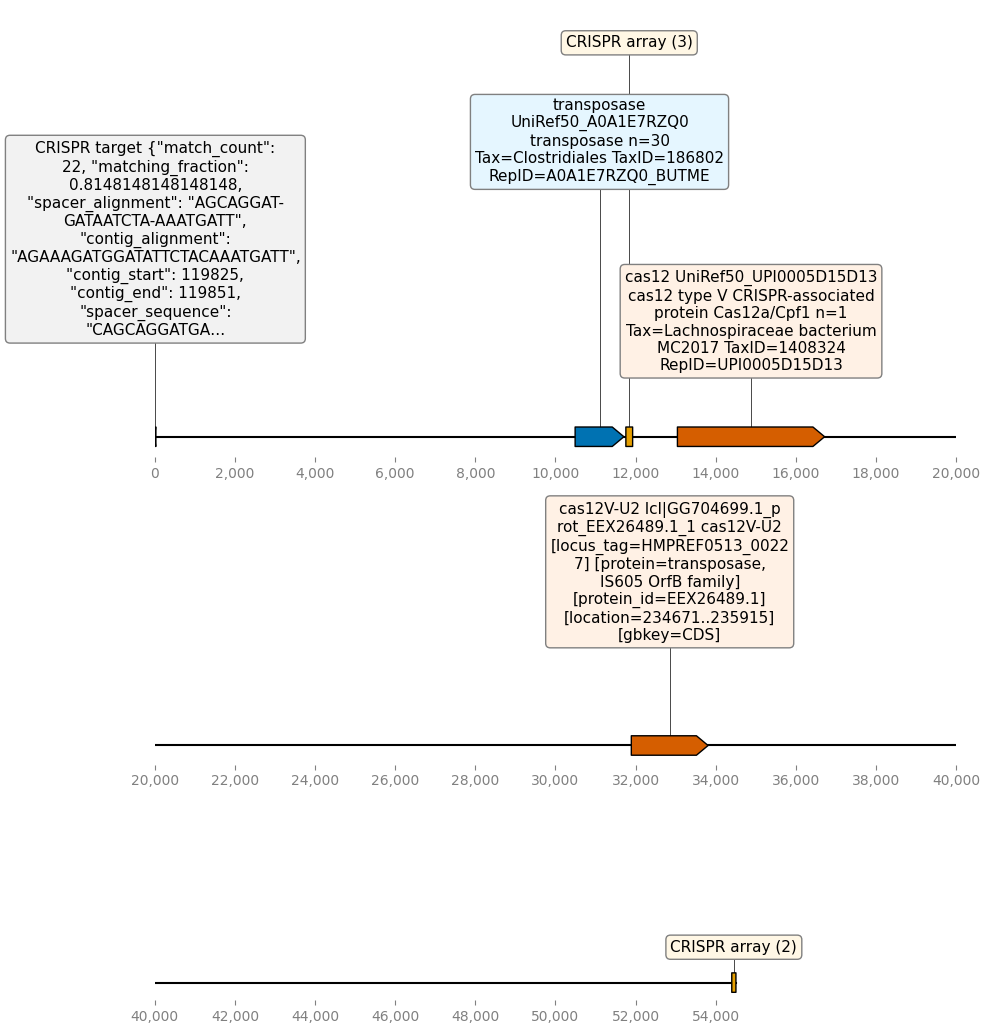 CRISPR array (3)
transposase
UniRef50_A0A1E7RZQ0
transposase n=30
Tax=Clostridiales TaxID=186802
RepID=A0A1E7RZQ0_BUTME
CRISPR target {"match_count":
22, "matching_fraction":
0.8148148148148148,
"spacer_alignment": "AGCAGGAT-
GATAATCTA-AAATGATT",
"contig_alignment":
"AGAAAGATGGATATTCTACAAATGATT",
"contig_start": 119825,
"contig_end": 119851,
"spacer_sequence":
"CAGCAGGATGA...
cas12 UniRef50_UPI0005D15D13
cas12 type V CRISPR-associated
protein Cas12a/Cpf1 n=1
Tax=Lachnospiraceae bacterium
MC2017 TaxID=1408324
RepID=UPI0005D15D13
0 2,000 4,000 6,000 8,000 10,000 12,000 14,000 16,000 18,000 20,000
cas12V-U2 lcl|GG704699.1_p
rot_EEX26489.1_1 cas12V-U2
[locus_tag=HMPREF0513_0022
7] [protein=transposase,
IS605 OrfB family]
[protein_id=EEX26489.1]
[location=234671..235915]
[gbkey=CDS]
20,000 22,000 24,000 26,000 28,000 30,000 32,000 34,000 36,000 38,000 40,000
CRISPR array (2)
40,000 42,000 44,000 46,000 48,000 50,000 52,000 54,000